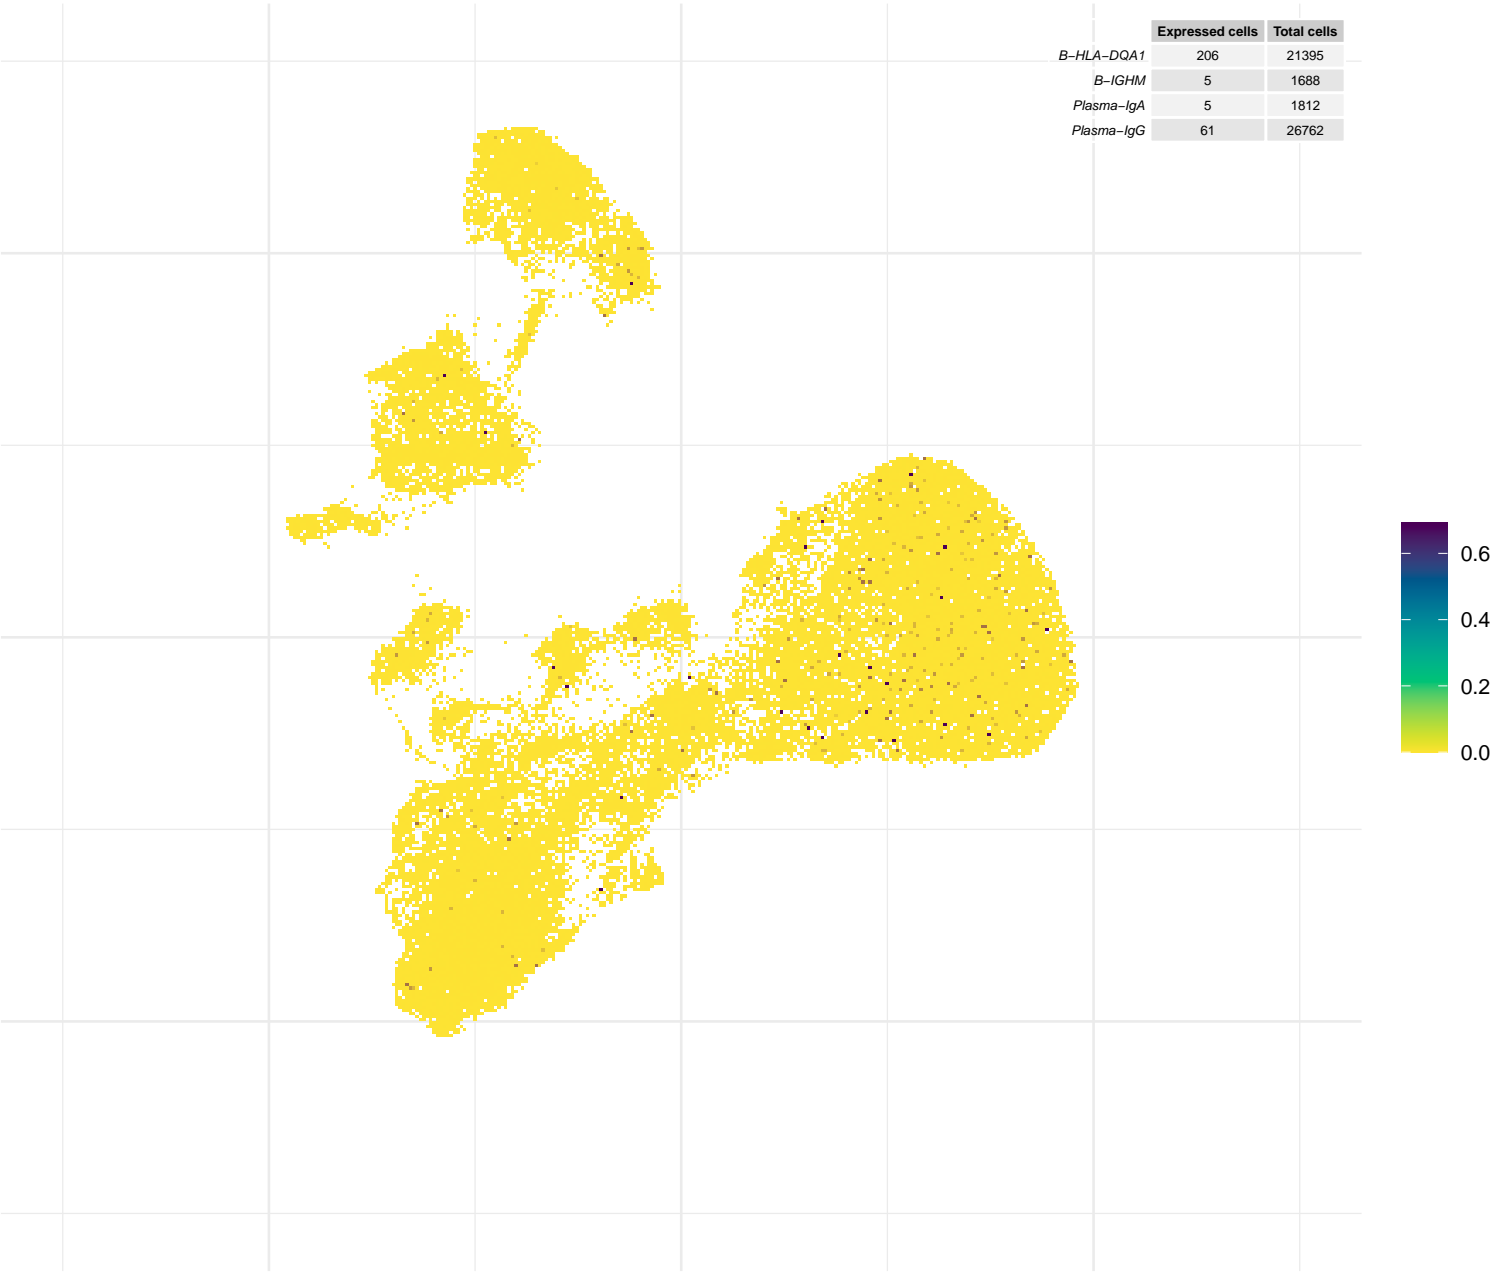 Expressed cells Total cells
B−HLA−DQA1 206 21395
B−IGHM 5 1688
Plasma−IgA 5 1812
Plasma−IgG 61 26762
0.6
0.4
0.2
0.0